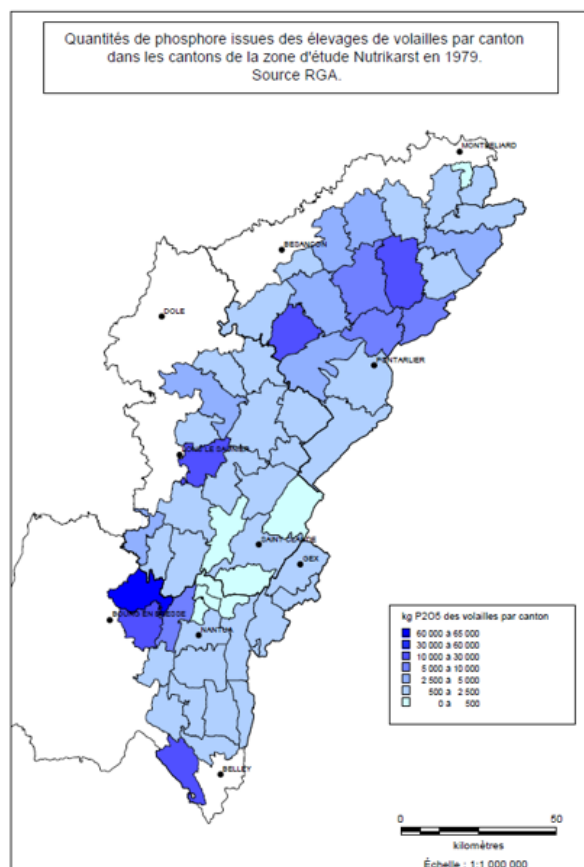 Quantités de phosphore issues des élevages de volailles par canton
dans les cantons de la zone d'étude Nutrikarst en 1979.
Source RGA.
MONTBELIARD
BESANCON
DOLE
PONTARLIER
SAINT-CLAUDE
GEX
BOURG EN BRESSE
NANTUA
BELLEY
kg P2O5 des volailles par canton
60 000 à 65 000
30 000 à 60 000
10 000 à 30 000
5 000 à 10 000
2 500 à 5 000
500 à 2 500
0 à 500
0 50
kilomètres
Échelle : 1:1 000 000